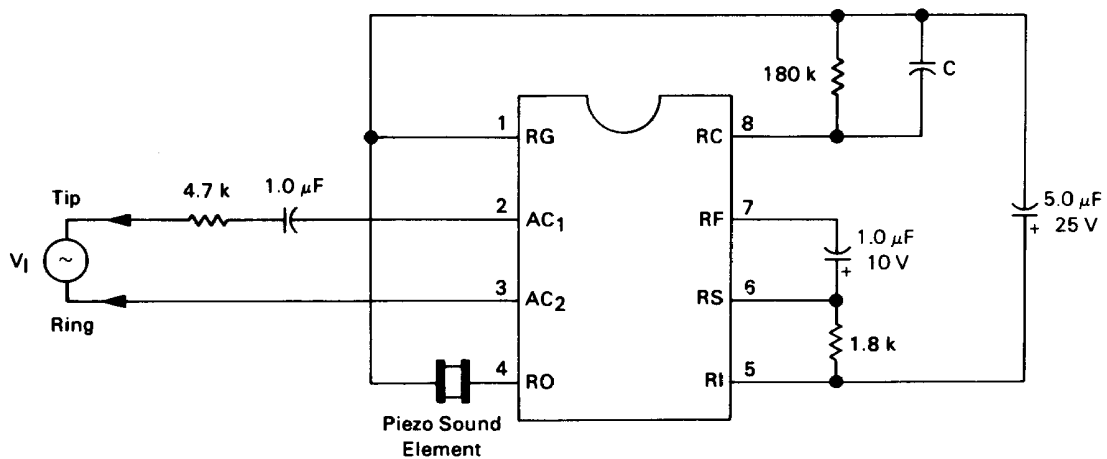 180 k
C
1 RG
RC 8
Tip
4.7 k
1.0 μF
2 AC1
RF 7
5.0 μF
25 V
+
VI
~
1.0 μF
10 V
+
3 AC2
RS 6
Ring
1.8 k
4 RO
RI 5
Piezo Sound
Element